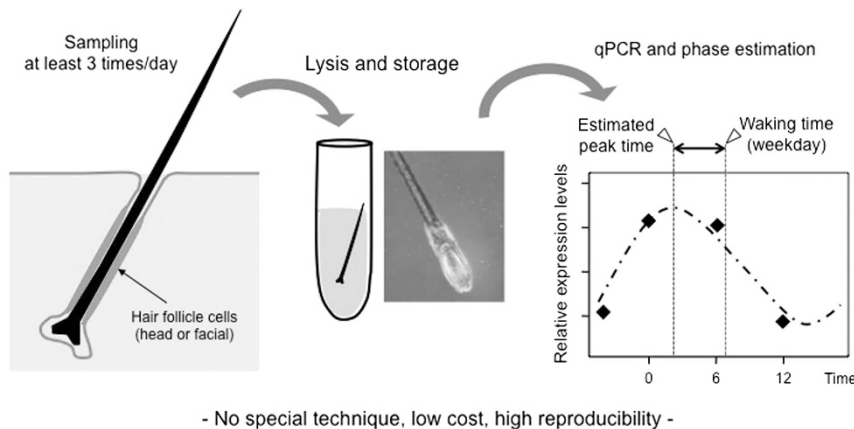 Sampling
at least 3 times/day
Hair follicle cells
(head or facial)
Lysis and storage
qPCR and phase estimation
Estimated
peak time
Waking time
(weekday)
Relative expression levels
0 6 12 Time
- No special technique, low cost, high reproducibility -